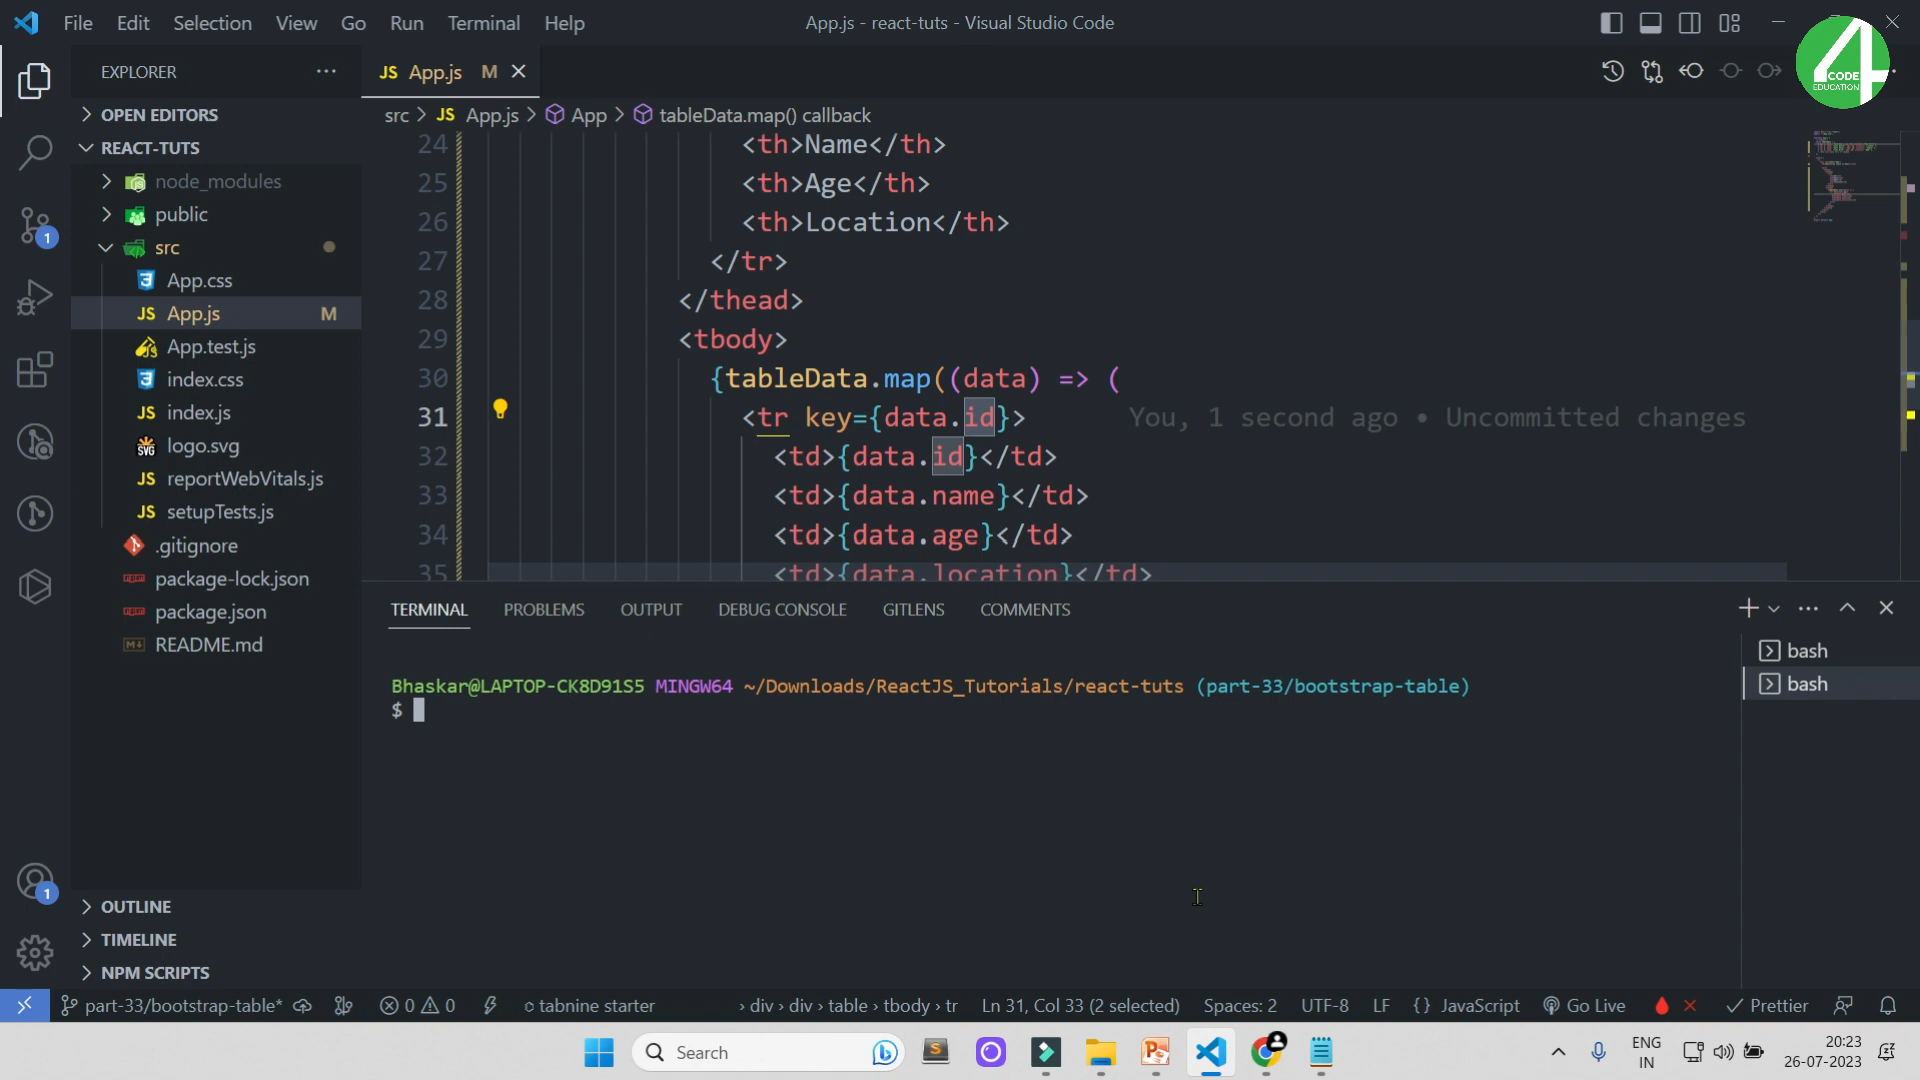 File Edit Selection View Go Run Terminal Help
App.js - react-tuts - Visual Studio Code
4
CODE
EDUCATION
EXPLORER
JS App.js M
OPEN EDITORS
REACT-TUTS
node_modules
public
src
App.css
JS App.js M
App.test.js
index.css
JS index.js
SVG logo.svg
JS reportWebVitals.js
JS setupTests.js
.gitignore
package-lock.json
package.json
README.md
OUTLINE
TIMELINE
NPM SCRIPTS
1
1
src > JS App.js > App > tableData.map() callback
24 <th>Name</th>
25 <th>Age</th>
26 <th>Location</th>
27 </tr>
28 </thead>
29 <tbody>
30 {tableData.map((data) => (
31 <tr key={data.id}> You, 1 second ago • Uncommitted changes
32 <td>{data.id}</td>
33 <td>{data.name}</td>
34 <td>{data.age}</td>
35 <td>{data.location}</td>
TERMINAL PROBLEMS OUTPUT DEBUG CONSOLE GITLENS COMMENTS
bash
bash
Bhaskar@LAPTOP-CK8D91S5 MINGW64 ~/Downloads/ReactJS_Tutorials/react-tuts (part-33/bootstrap-table)
$
part-33/bootstrap-table* 0 0 tabnine starter › div › div › table › tbody › tr Ln 31, Col 33 (2 selected) Spaces: 2 UTF-8 LF {} JavaScript Go Live Prettier
Search
ENG
IN
20:23
26-07-2023